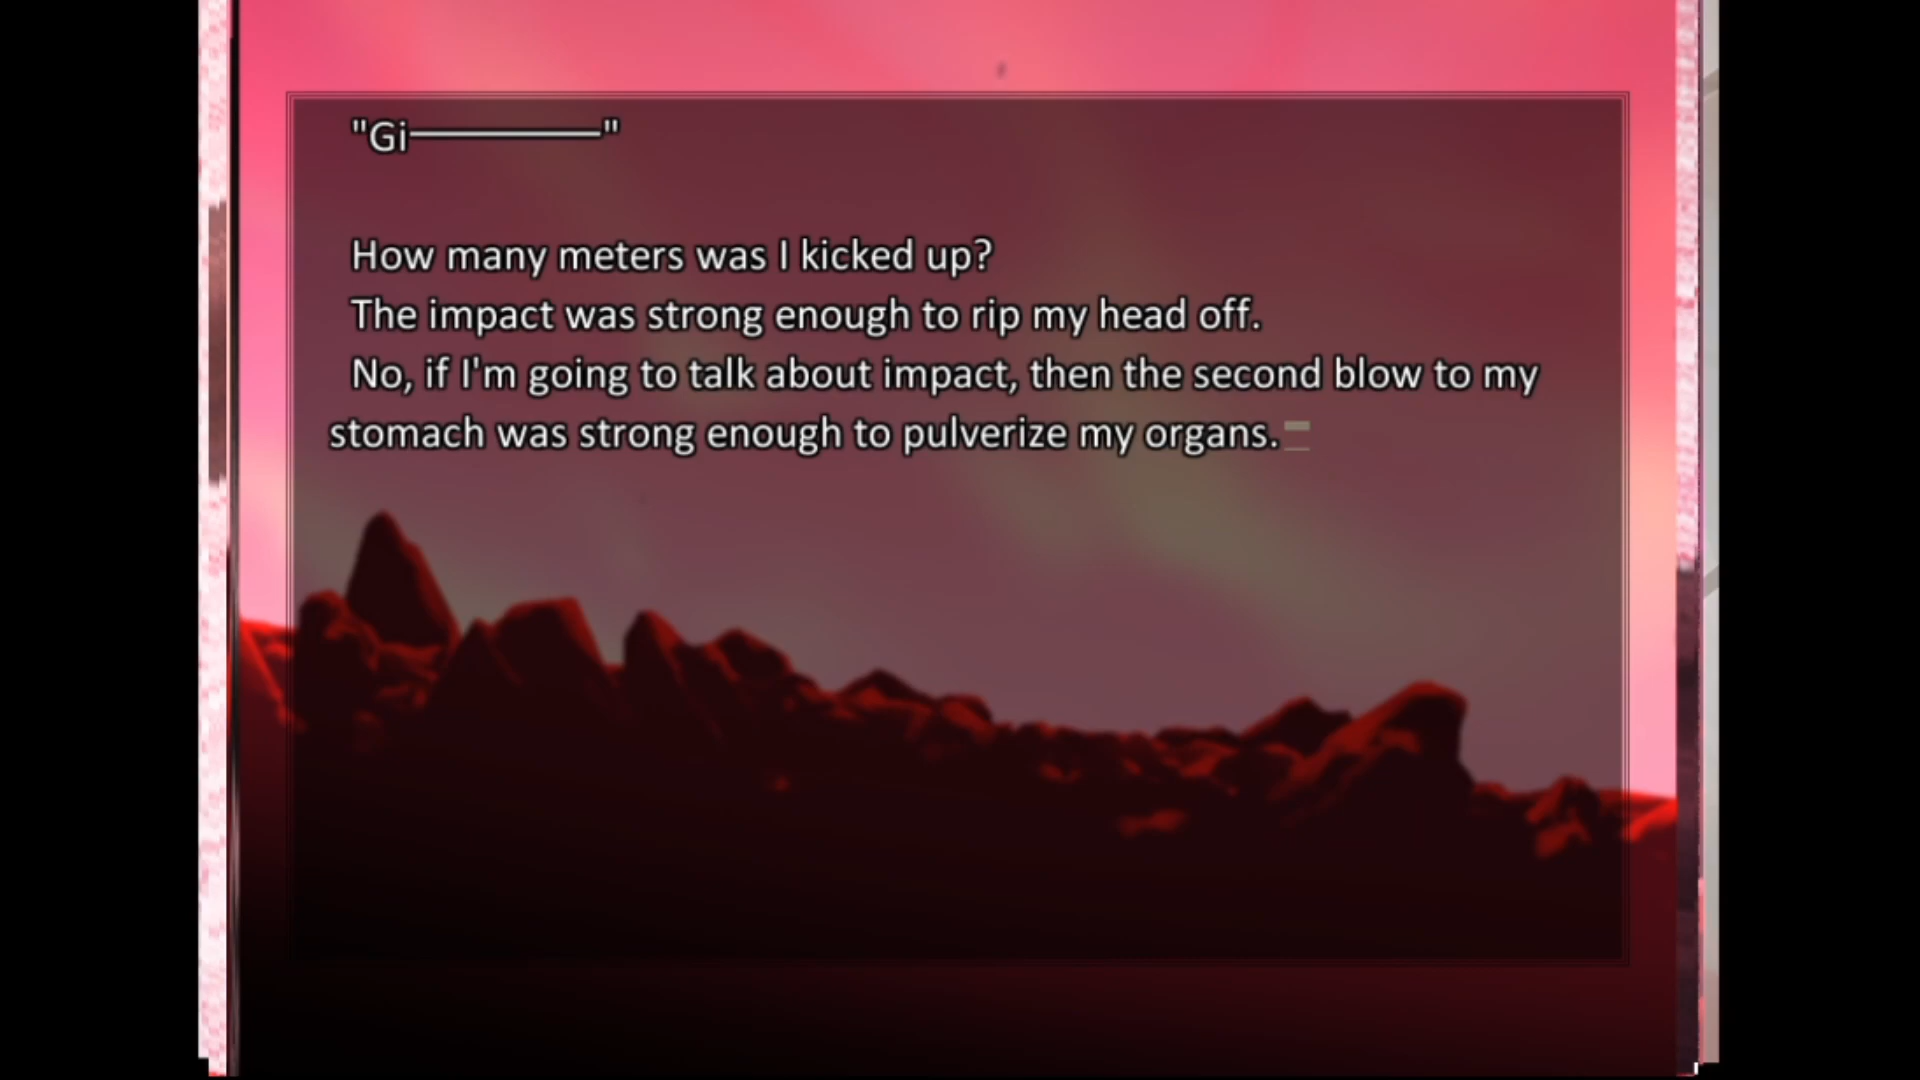 "Gi―――――"
How many meters was I kicked up?
The impact was strong enough to rip my head off.
No, if I'm going to talk about impact, then the second blow to my
stomach was strong enough to pulverize my organs.